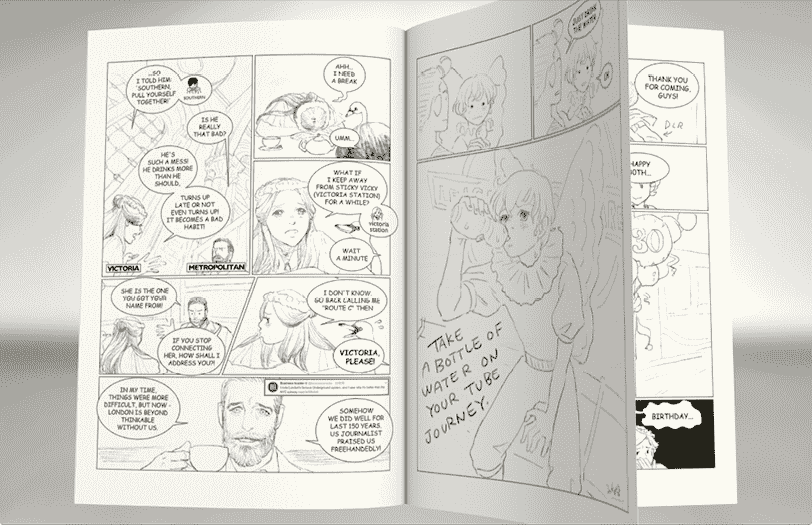 ...SO
I TOLD HIM:
"SOUTHERN,
PULL YOURSELF
TOGETHER!"
SOUTHERN
IS HE
REALLY
THAT BAD?
HE'S
SUCH A MESS!
HE DRINKS MORE
THAN HE
SHOULD,
TURNS UP
LATE OR NOT
EVEN TURNS UP!
IT BECOMES A BAD
HABIT!
VICTORIA
METROPOLITAN
AHH...
I NEED
A BREAK
UMM..
WHAT IF
I KEEP AWAY
FROM STICKY VICKY
(VICTORIA STATION)
FOR A WHILE?
victoria
station
WAIT
A MINUTE
SHE IS THE ONE
YOU GOT YOUR
NAME FROM!
IF YOU STOP
CONNECTING
HER, HOW SHALL I
ADDRESS YOU?!
I DON'T KNOW.
GO BACK LALLING ME
"ROUTE C" THEN
VICTORIA,
PLEASE!
IN MY TIME,
THINGS WERE MORE
DIFFICULT, BUT NOW -
LONDON IS BEYOND
THINKABLE
WITHOUT US.
SOMEHOW
WE DID WELL FOR
LAST 150 YEARS.
US JOURNALIST
PRAISED US
FREEHANDEDLY!
JUST DRINK
THE WATER
TAKE
A BOTTLE OF
WATER ON
YOUR TUBE
JOURNEY.
THANK YOU
FOR COMING,
GUYS!
DLR
HAPPY
BIRTHDAY...